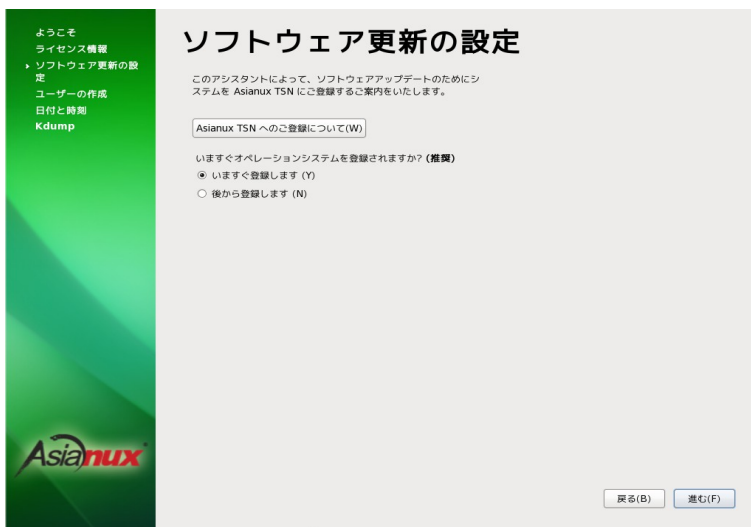 ようこそ
ライセンス情報
ソフトウェア更新の設
定
ユーザーの作成
日付と時刻
Kdump
ソフトウェア更新の設定
このアシスタントによって、ソフトウェアアップデートのためにシ
ステムを Asianux TSN にご登録するご案内をいたします。
Asianux TSN へのご登録について(W)
いますぐオペレーションシステムを登録されますか? (推奨)
いますぐ登録します (Y)
後から登録します (N)
Asianux
戻る(B)
進む(F)